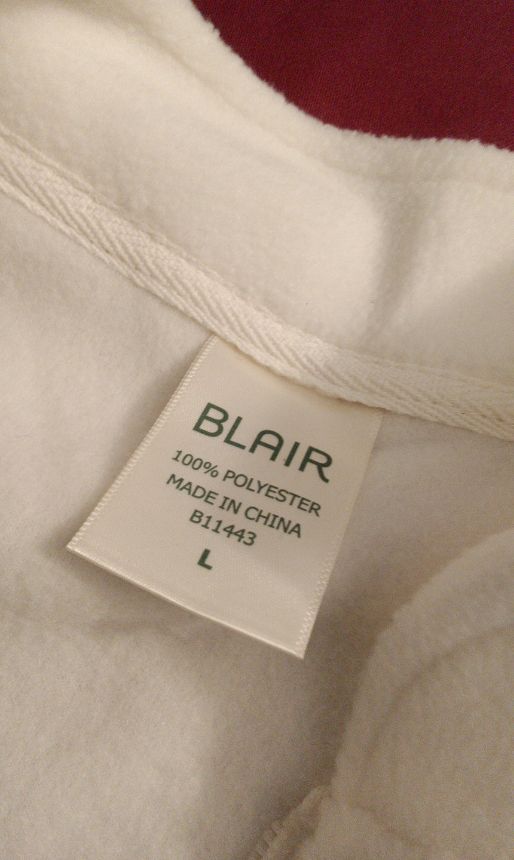 BLAIR
100% POLYESTER
MADE IN CHINA
B11443
L